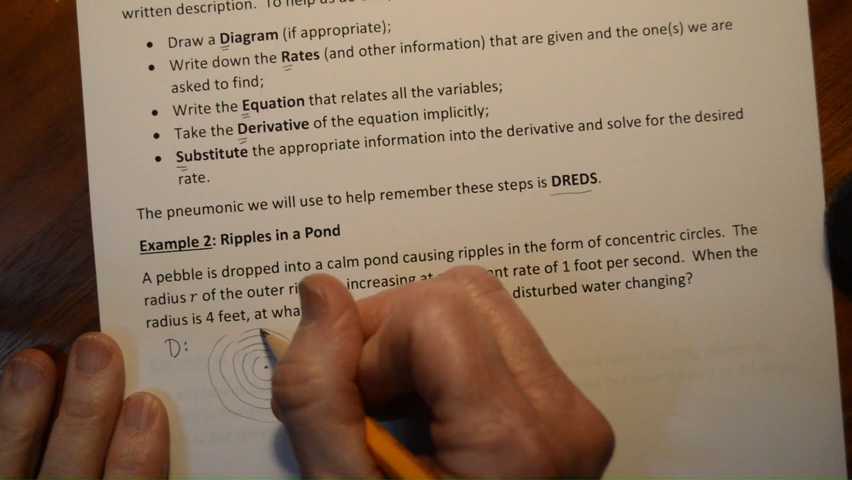 written description. To help us
• Draw a Diagram (if appropriate);
• Write down the Rates (and other information) that are given and the one(s) we are
asked to find;
• Write the Equation that relates all the variables;
• Take the Derivative of the equation implicitly;
• Substitute the appropriate information into the derivative and solve for the desired
rate.
The pneumonic we will use to help remember these steps is DREDS.
Example 2: Ripples in a Pond
A pebble is dropped into a calm pond causing ripples in the form of concentric circles. The
radius r of the outer increasing at rate of 1 foot per second. When the
radius is 4 feet, at disturbed water changing?
D: